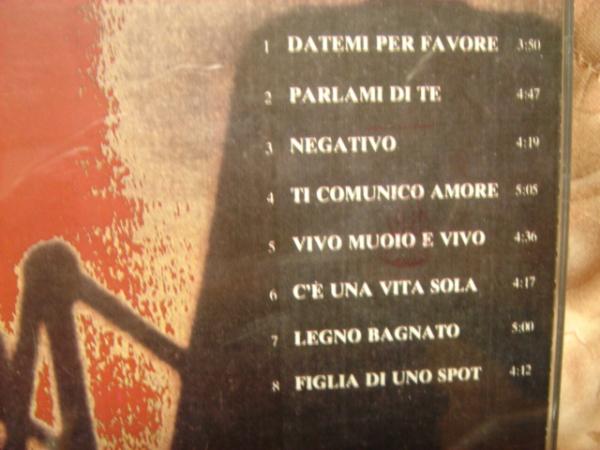 1 DATEMI PER FAVORE 3:50
2 PARLAMI DI TE 4:47
3 NEGATIVO 4:19
4 TI COMUNICO AMORE 5:05
5 VIVO MUOIO E VIVO 4:36
6 C'È UNA VITA SOLA 4:17
7 LEGNO BAGNATO 5:00
8 FIGLIA DI UNO SPOT 4:12